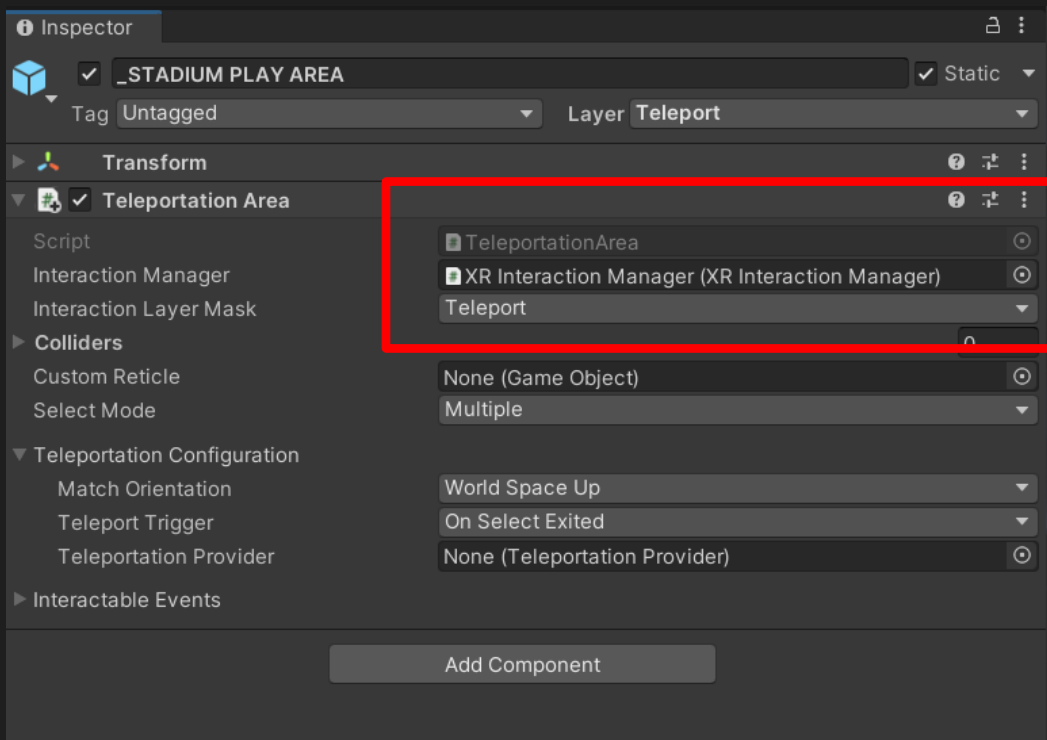 Inspector
_STADIUM PLAY AREA Static
Tag Untagged Layer Teleport
Transform
Teleportation Area
Script TeleportationArea
Interaction Manager XR Interaction Manager (XR Interaction Manager)
Interaction Layer Mask Teleport
Colliders 0
Custom Reticle None (Game Object)
Select Mode Multiple
Teleportation Configuration
Match Orientation World Space Up
Teleport Trigger On Select Exited
Teleportation Provider None (Teleportation Provider)
Interactable Events
Add Component